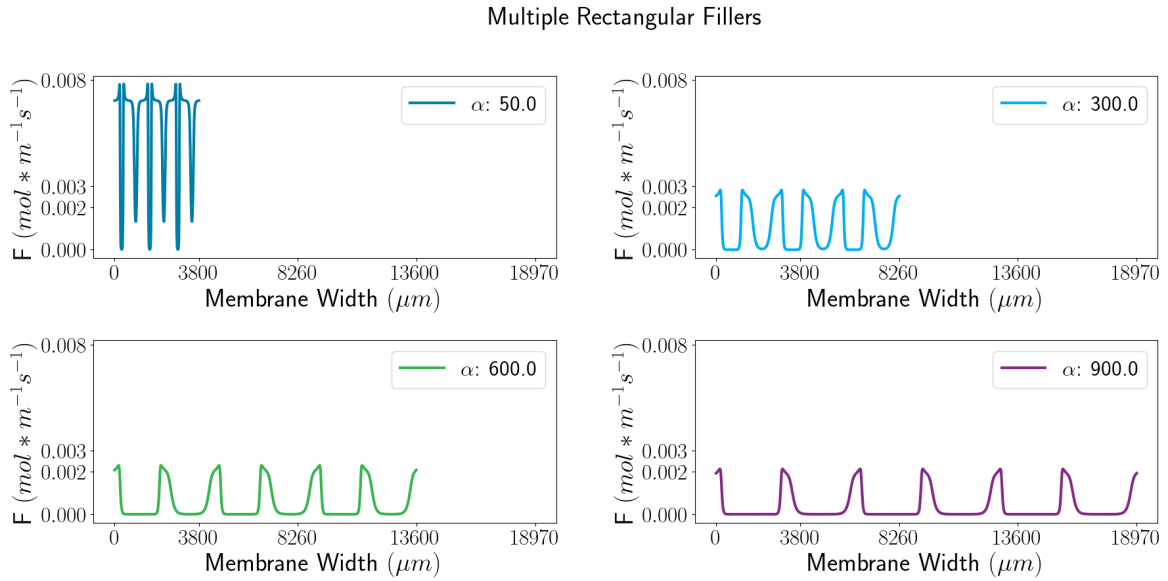 Multiple Rectangular Fillers
F (mol * m⁻¹s⁻¹)
0.008
0.003
0.002
0.000
α: 50.0
0 3800 8260 13600 18970
Membrane Width (μm)
F (mol * m⁻¹s⁻¹)
0.008
0.003
0.002
0.000
α: 300.0
0 3800 8260 13600 18970
Membrane Width (μm)
F (mol * m⁻¹s⁻¹)
0.008
0.003
0.002
0.000
α: 600.0
0 3800 8260 13600 18970
Membrane Width (μm)
F (mol * m⁻¹s⁻¹)
0.008
0.003
0.002
0.000
α: 900.0
0 3800 8260 13600 18970
Membrane Width (μm)